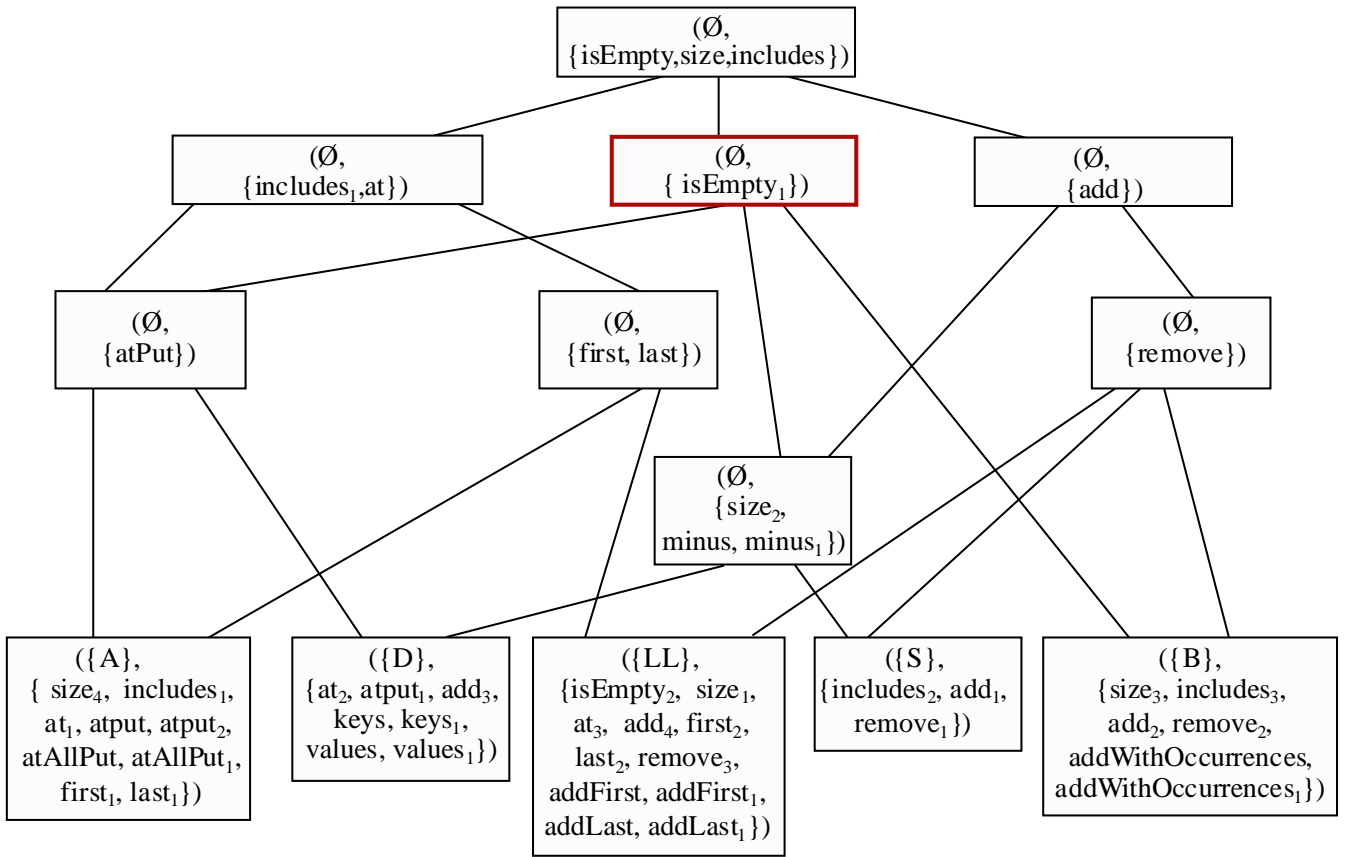 (Ø,
{isEmpty,size,includes})
(Ø,
{includes₁,at})
(Ø,
{ isEmpty₁})
(Ø,
{add})
(Ø,
{atPut})
(Ø,
{first, last})
(Ø,
{remove})
(Ø,
{size₂,
minus, minus₁})
({A},
{ size₄, includes₁,
at₁, atput, atput₂,
atAllPut, atAllPut₁,
first₁, last₁})
({D},
{at₂, atput₁, add₃,
keys, keys₁,
values, values₁})
({LL},
{isEmpty₂, size₁,
at₃, add₄, first₂,
last₂, remove₃,
addFirst, addFirst₁,
addLast, addLast₁})
({S},
{includes₂, add₁,
remove₁})
({B},
{size₃, includes₃,
add₂, remove₂,
addWithOccurrences,
addWithOccurrences₁})